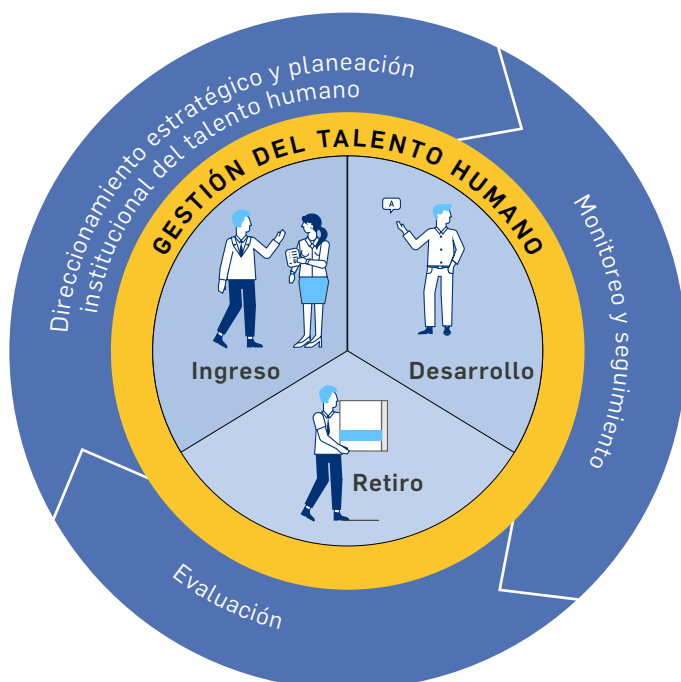 Direccionamiento estratégico y planeación
institucional del talento humano
GESTIÓN DEL TALENTO HUMANO
Monitoreo y seguimiento
A
Ingreso
Desarrollo
Retiro
Evaluación